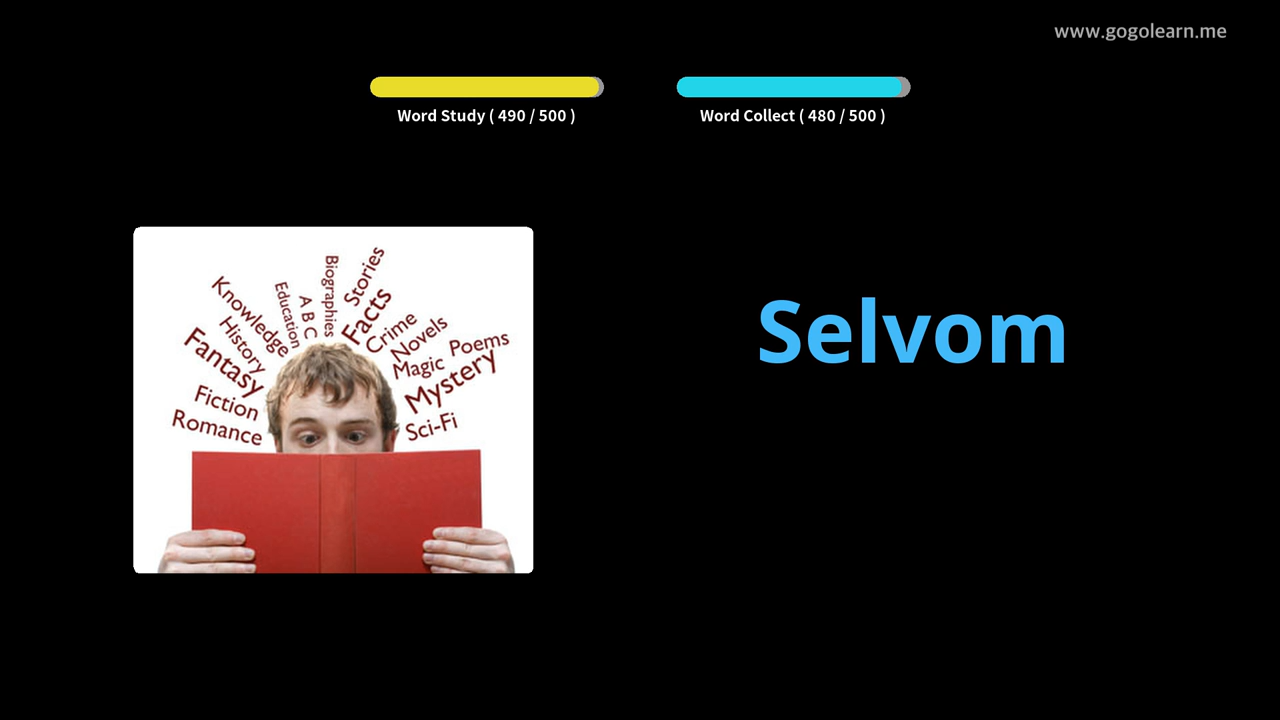 www.gogolearn.me
Word Study ( 490 / 500 )
Word Collect ( 480 / 500 )
Selvom
Biographies
Stories
Education
A B C
Facts
Knowledge
History
Crime
Novels
Poems
Fantasy
Magic
Mystery
Fiction
Romance
Sci-Fi